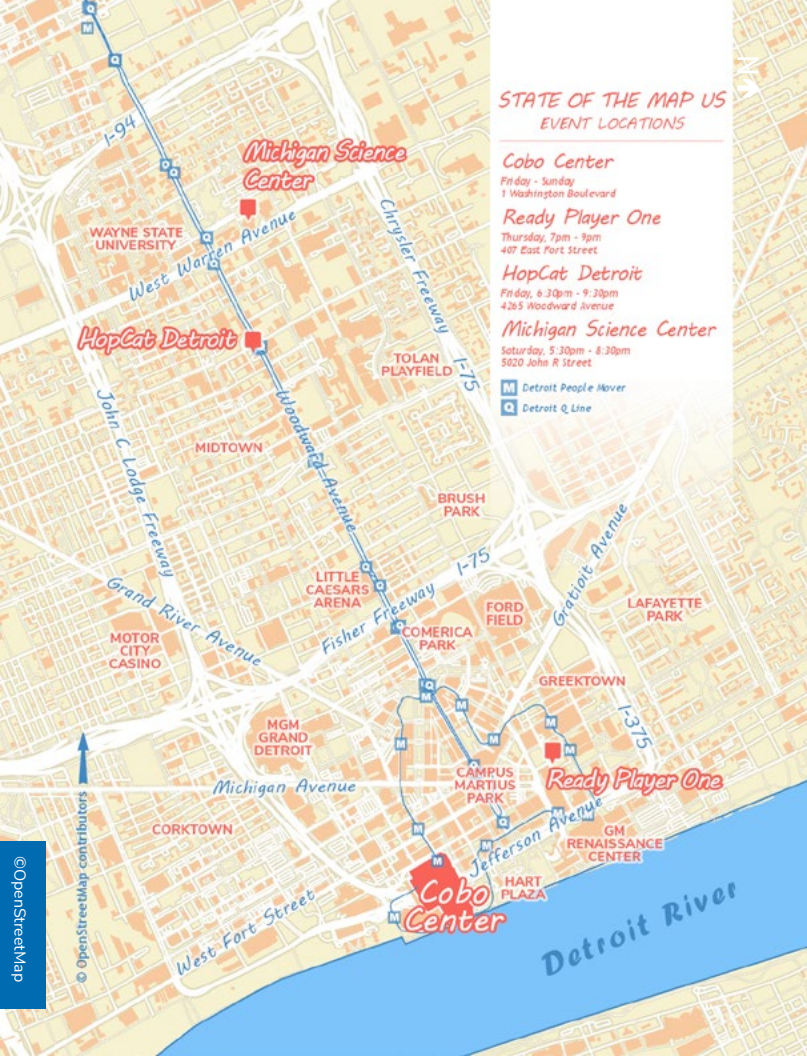 STATE OF THE MAP US
EVENT LOCATIONS
Cobo Center
Friday - Sunday
1 Washington Boulevard
Ready Player One
Thursday, 7pm - 9pm
407 East Fort Street
HopCat Detroit
Friday, 6:30pm - 9:30pm
4265 Woodward Avenue
Michigan Science Center
Saturday, 5:30pm - 8:30pm
5020 John R Street
M Detroit People Mover
Q Detroit Q Line
I-94
Michigan Science
Center
WAYNE STATE
UNIVERSITY
West Warren Avenue
Chrysler Freeway
I-75
HopCat Detroit
TOLAN
PLAYFIELD
John C Lodge Freeway
Woodward Avenue
MIDTOWN
BRUSH
PARK
I-75
Gratioit Avenue
LITTLE
CAESARS
ARENA
Fisher Freeway
Grand River Avenue
FORD
FIELD
LAFAYETTE
PARK
COMERICA
PARK
MOTOR
CITY
CASINO
GREEKTOWN
I-375
MGM
GRAND
DETROIT
Michigan Avenue
CAMPUS
MARTIUS
PARK
Ready Player One
CORKTOWN
Jefferson Avenue
GM
RENAISSANCE
CENTER
HART
PLAZA
Cobo
Center
West Fort Street
Detroit River
© OpenStreetMap contributors
©OpenStreetMap